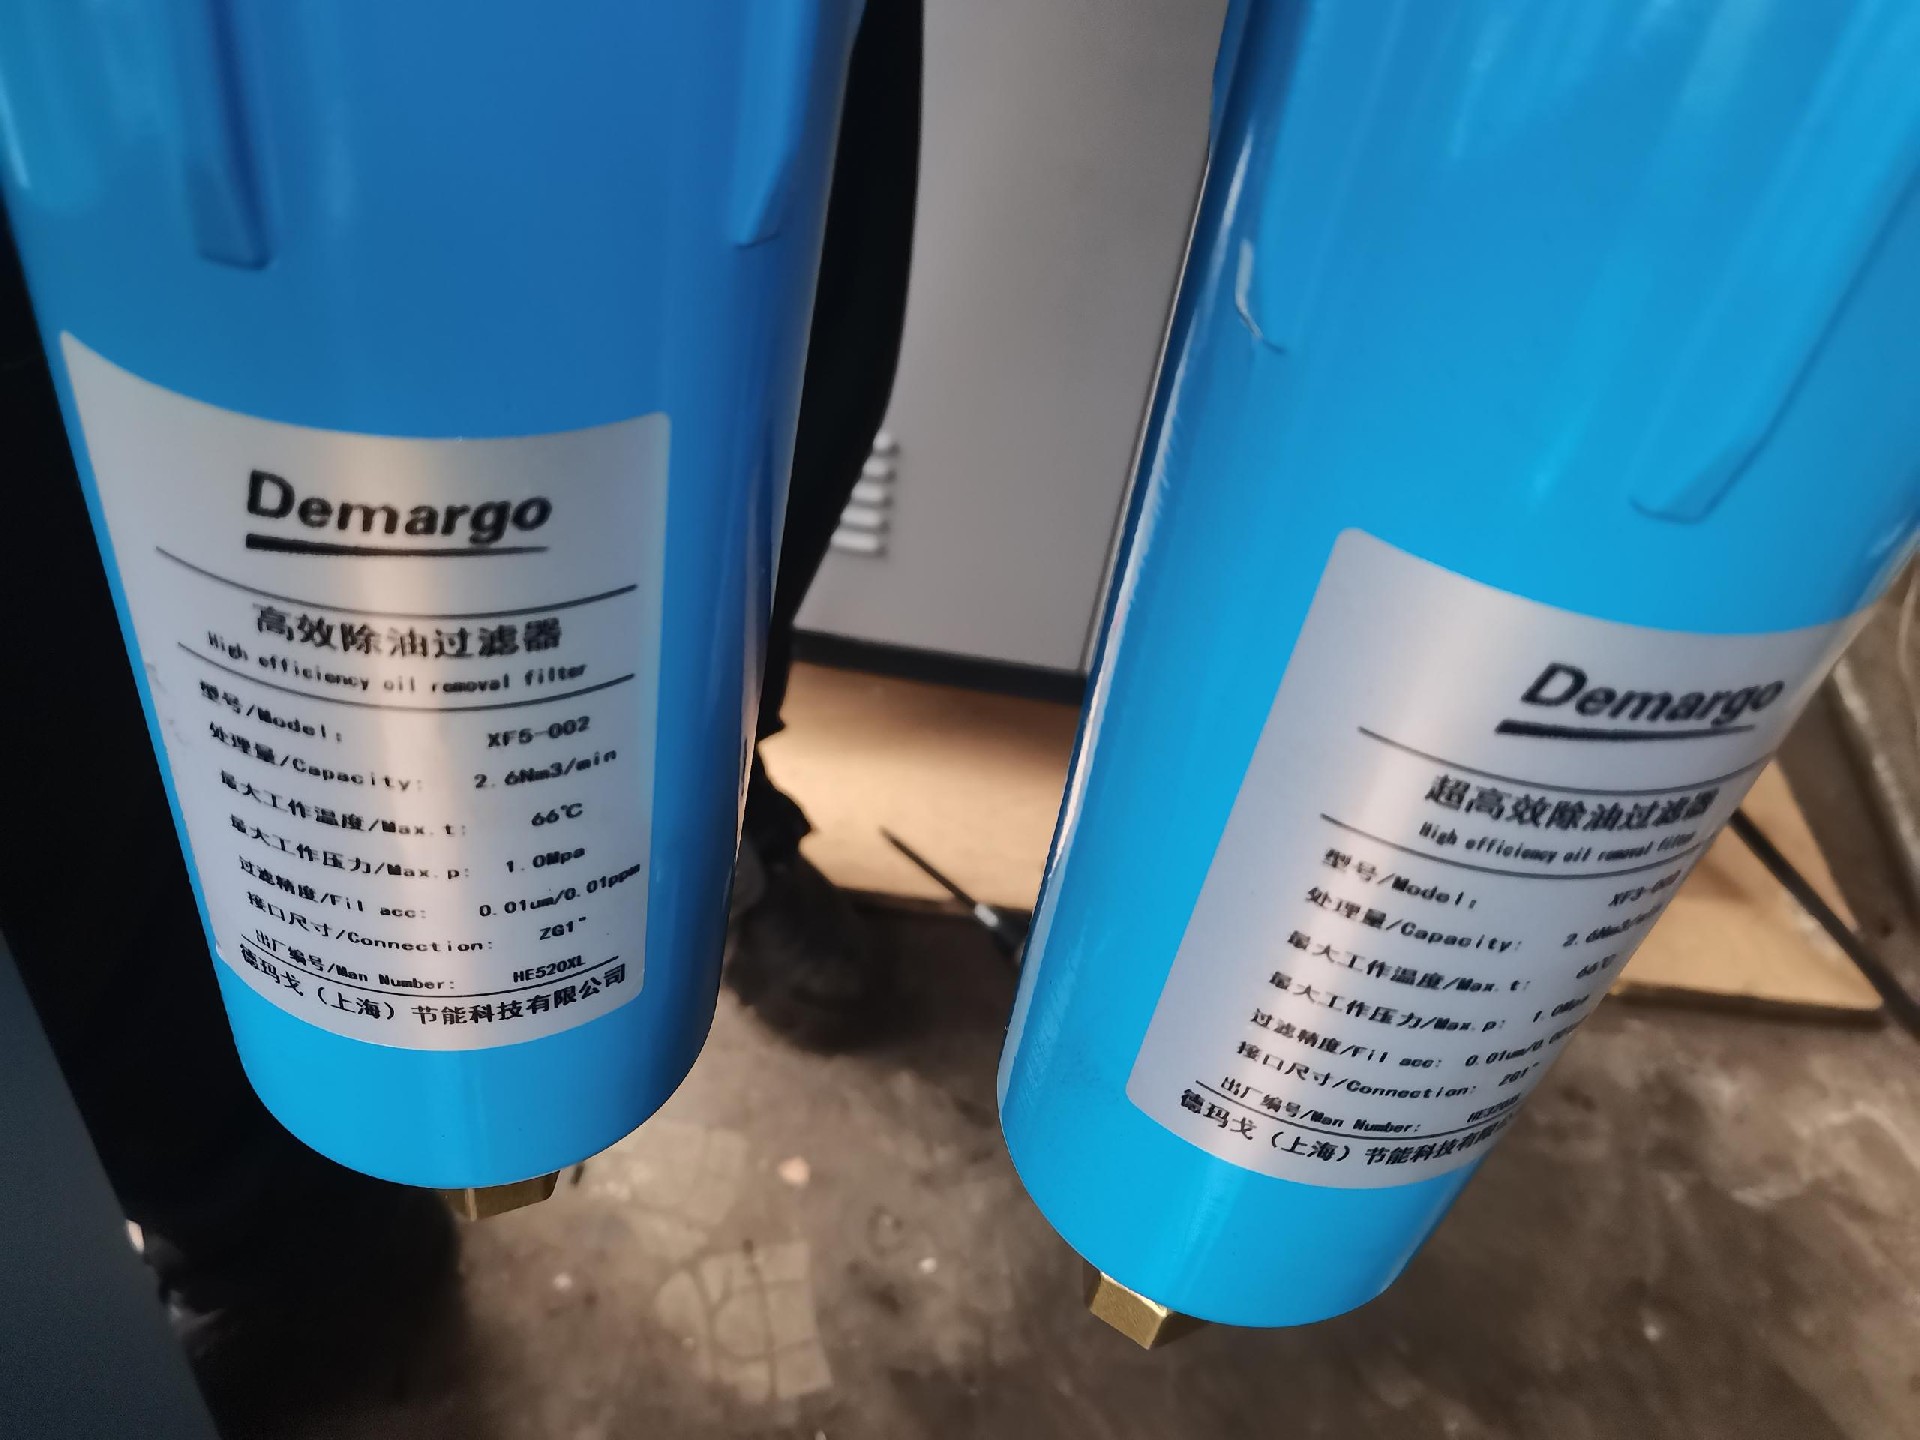 Demargo
高效除油过滤器
High efficiency oil removal filter
型号/Model: XF5-002
处理量/Capacity: 2.6Nm3/min
最大工作温度/Max. t: 66℃
最大工作压力/Max. p: 1.0Mpa
过滤精度/Fil acc: 0.01um/0.01ppm
接口尺寸/Connection: ZG1"
出厂编号/Man Number: HE520XL
德玛戈（上海）节能科技有限公司
Demargo
超高效除油过滤器
High efficiency oil removal filter
型号/Model:
处理量/Capacity:
最大工作温度/Max. t: 66℃
最大工作压力/Max. p:
过滤精度/Fil acc:
接口尺寸/Connection: ZG1"
出厂编号/Man Number:
德玛戈（上海）节能科技有限